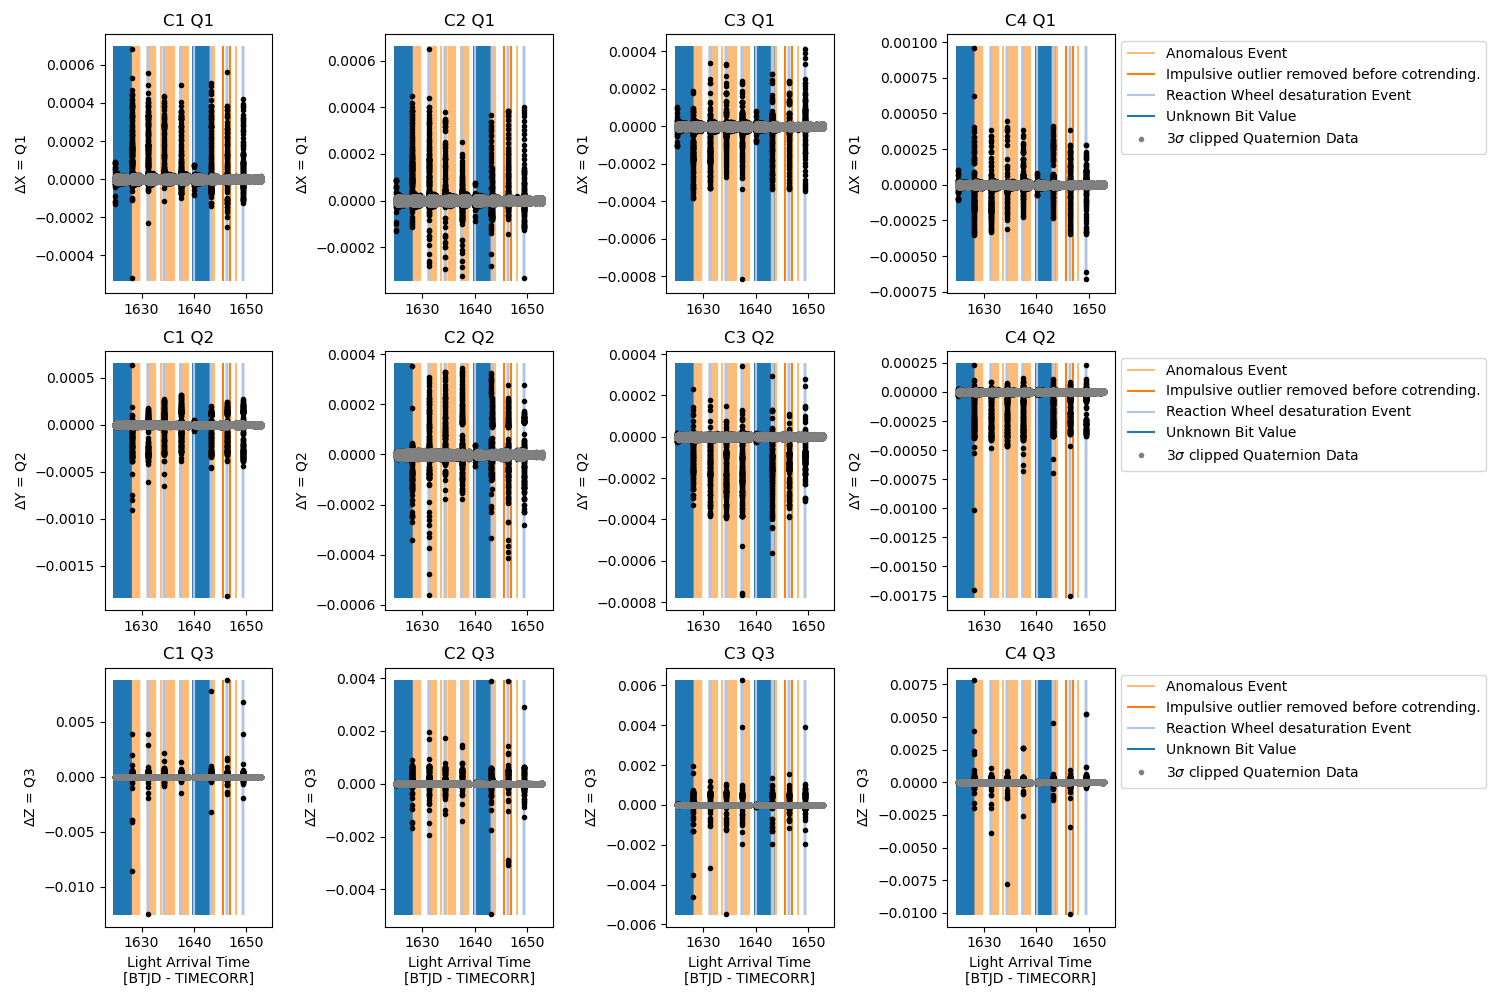 C1 Q1
C2 Q1
C3 Q1
C4 Q1
ΔX = Q1
0.0006
0.0004
0.0002
0.0000
−0.0002
−0.0004
1630 1640 1650
ΔX = Q1
0.0006
0.0004
0.0002
0.0000
−0.0002
1630 1640 1650
ΔX = Q1
0.0004
0.0002
0.0000
−0.0002
−0.0004
−0.0006
−0.0008
1630 1640 1650
ΔX = Q1
0.00100
0.00075
0.00050
0.00025
0.00000
−0.00025
−0.00050
−0.00075
1630 1640 1650
Anomalous Event
Impulsive outlier removed before cotrending.
Reaction Wheel desaturation Event
Unknown Bit Value
3σ clipped Quaternion Data
C1 Q2
C2 Q2
C3 Q2
C4 Q2
ΔY = Q2
0.0005
0.0000
−0.0005
−0.0010
−0.0015
1630 1640 1650
ΔY = Q2
0.0004
0.0002
0.0000
−0.0002
−0.0004
−0.0006
1630 1640 1650
ΔY = Q2
0.0004
0.0002
0.0000
−0.0002
−0.0004
−0.0006
−0.0008
1630 1640 1650
ΔY = Q2
0.00025
0.00000
−0.00025
−0.00050
−0.00075
−0.00100
−0.00125
−0.00150
−0.00175
1630 1640 1650
Anomalous Event
Impulsive outlier removed before cotrending.
Reaction Wheel desaturation Event
Unknown Bit Value
3σ clipped Quaternion Data
C1 Q3
C2 Q3
C3 Q3
C4 Q3
ΔZ = Q3
0.005
0.000
−0.005
−0.010
1630 1640 1650
Light Arrival Time
[BTJD - TIMECORR]
ΔZ = Q3
0.004
0.002
0.000
−0.002
−0.004
1630 1640 1650
Light Arrival Time
[BTJD - TIMECORR]
ΔZ = Q3
0.006
0.004
0.002
0.000
−0.002
−0.004
−0.006
1630 1640 1650
Light Arrival Time
[BTJD - TIMECORR]
ΔZ = Q3
0.0075
0.0050
0.0025
0.0000
−0.0025
−0.0050
−0.0075
−0.0100
1630 1640 1650
Light Arrival Time
[BTJD - TIMECORR]
Anomalous Event
Impulsive outlier removed before cotrending.
Reaction Wheel desaturation Event
Unknown Bit Value
3σ clipped Quaternion Data